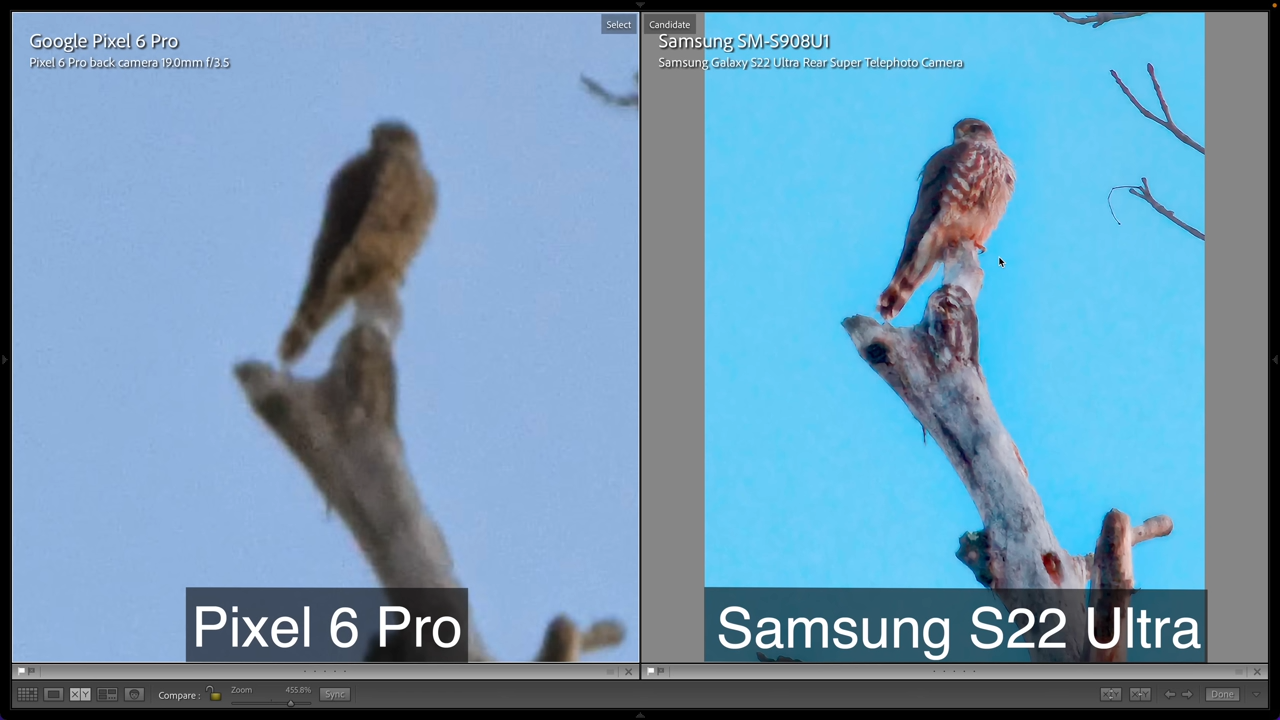 Select
Candidate
Google Pixel 6 Pro
Pixel 6 Pro back camera 19.0mm f/3.5
Samsung SM-S908U1
Samsung Galaxy S22 Ultra Rear Super Telephoto Camera
Pixel 6 Pro
Samsung S22 Ultra
X Y
Compare :
Zoom
455.8%
Sync
Done